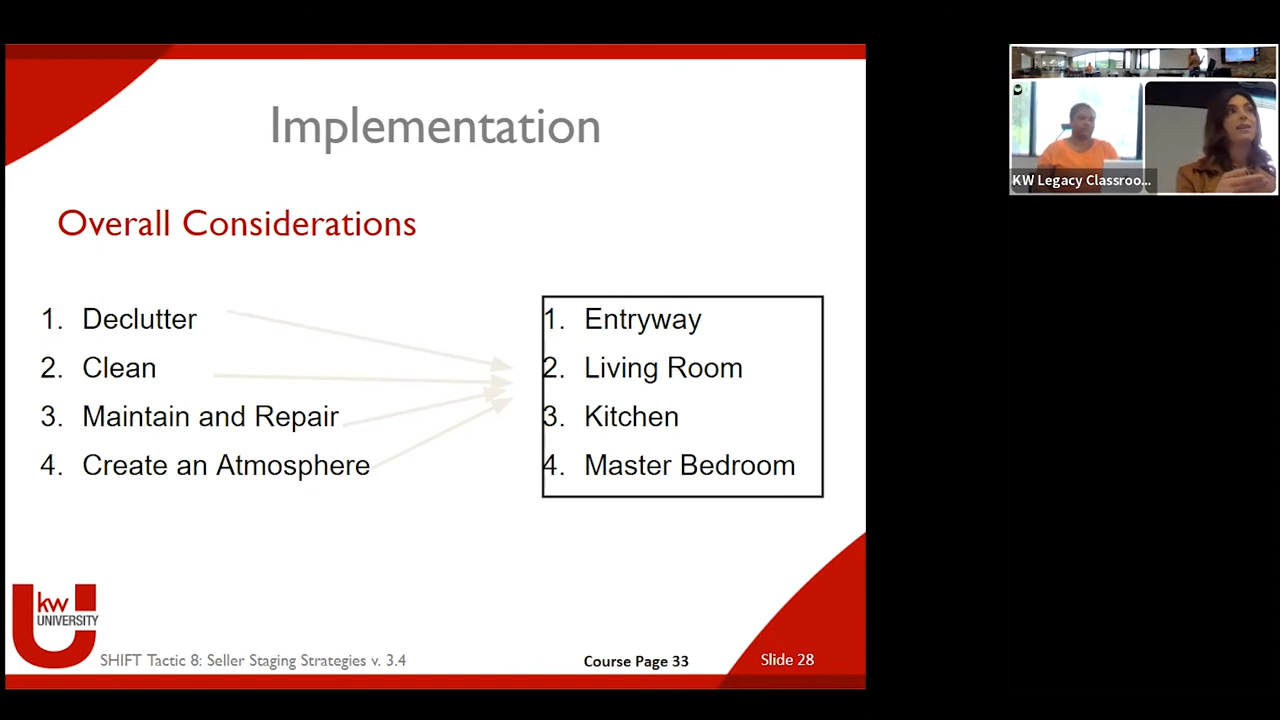 Implementation
Overall Considerations
1. Declutter
2. Clean
3. Maintain and Repair
4. Create an Atmosphere
1. Entryway
2. Living Room
3. Kitchen
4. Master Bedroom
kw
UNIVERSITY
SHIFT Tactic 8: Seller Staging Strategies v. 3.4
Course Page 33
Slide 28
KW Legacy Classroo...